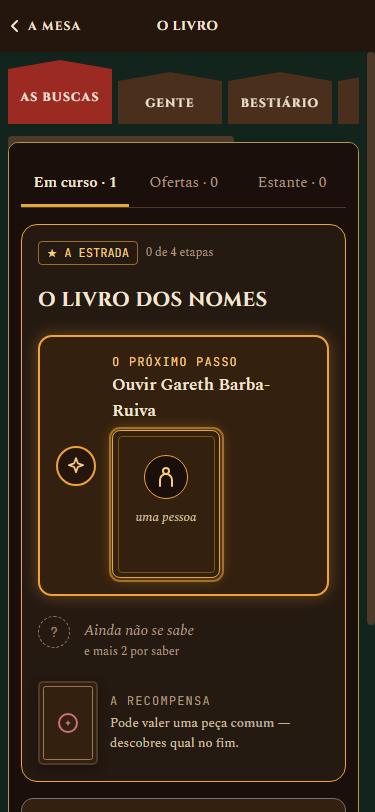 A MESA
O LIVRO
AS BUSCAS
GENTE
BESTIÁRIO
Em curso · 1
Ofertas · 0
Estante · 0
★ A ESTRADA
0 de 4 etapas
O LIVRO DOS NOMES
O PRÓXIMO PASSO
Ouvir Gareth Barba-
Ruiva
uma pessoa
?
Ainda não se sabe
e mais 2 por saber
A RECOMPENSA
Pode valer uma peça comum —
descobres qual no fim.